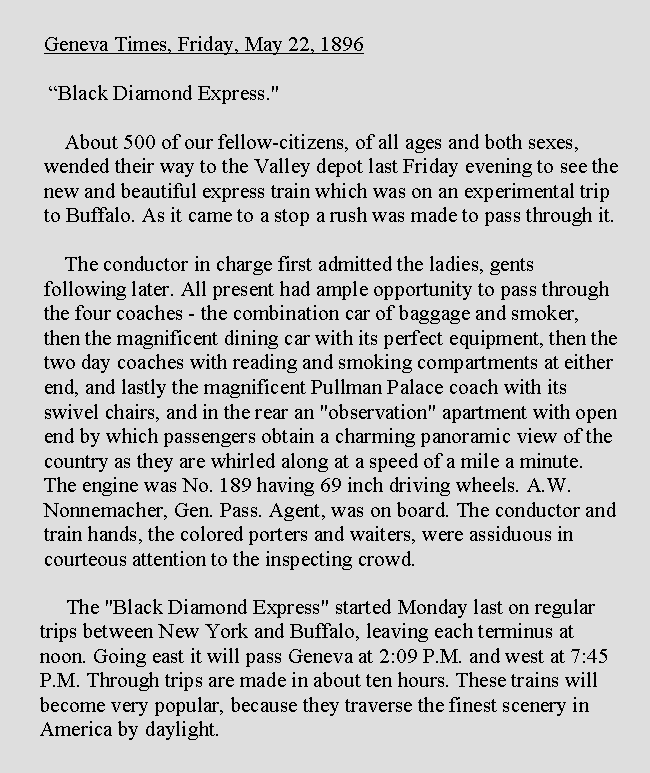 Geneva Times, Friday, May 22, 1896
“Black Diamond Express."
About 500 of our fellow-citizens, of all ages and both sexes,
wended their way to the Valley depot last Friday evening to see the
new and beautiful express train which was on an experimental trip
to Buffalo. As it came to a stop a rush was made to pass through it.
The conductor in charge first admitted the ladies, gents
following later. All present had ample opportunity to pass through
the four coaches - the combination car of baggage and smoker,
then the magnificent dining car with its perfect equipment, then the
two day coaches with reading and smoking compartments at either
end, and lastly the magnificent Pullman Palace coach with its
swivel chairs, and in the rear an "observation" apartment with open
end by which passengers obtain a charming panoramic view of the
country as they are whirled along at a speed of a mile a minute.
The engine was No. 189 having 69 inch driving wheels. A.W.
Nonnemacher, Gen. Pass. Agent, was on board. The conductor and
train hands, the colored porters and waiters, were assiduous in
courteous attention to the inspecting crowd.
The "Black Diamond Express" started Monday last on regular
trips between New York and Buffalo, leaving each terminus at
noon. Going east it will pass Geneva at 2:09 P.M. and west at 7:45
P.M. Through trips are made in about ten hours. These trains will
become very popular, because they traverse the finest scenery in
America by daylight.